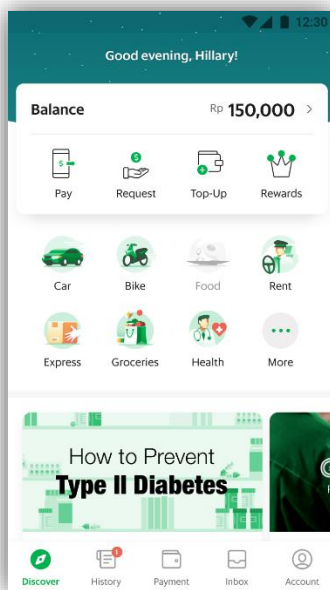 12:30
Good evening, Hillary!
Balance Rp 150,000 >
Pay Request Top-Up Rewards
Car Bike Food Rent
Express Groceries Health More
How to Prevent
Type II Diabetes
1
Discover History Payment Inbox Account